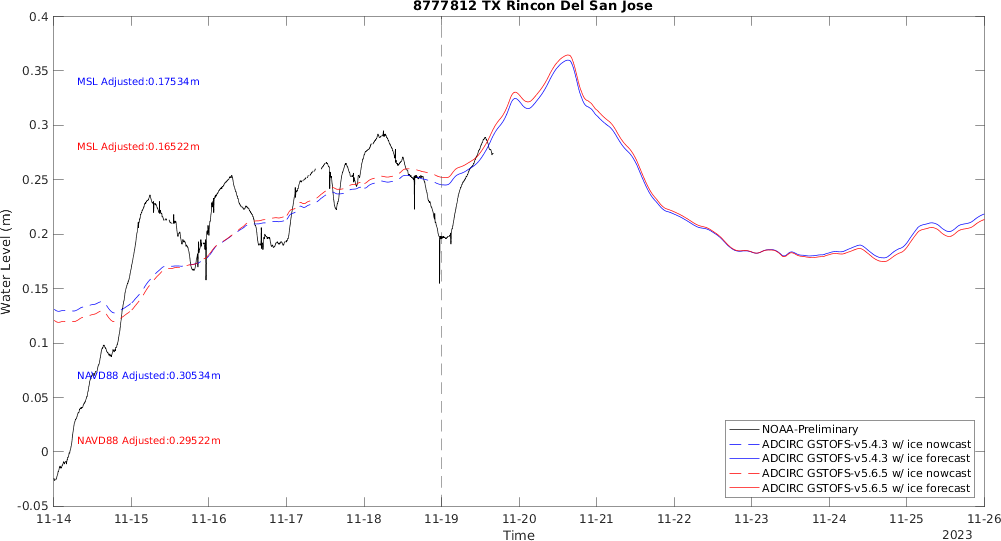 8777812 TX Rincon Del San Jose
Water Level (m)
0.4
0.35
0.3
0.25
0.2
0.15
0.1
0.05
0
-0.05
MSL Adjusted:0.17534m
MSL Adjusted:0.16522m
NAVD88 Adjusted:0.30534m
NAVD88 Adjusted:0.29522m
NOAA-Preliminary
ADCIRC GSTOFS-v5.4.3 w/ ice nowcast
ADCIRC GSTOFS-v5.4.3 w/ ice forecast
ADCIRC GSTOFS-v5.6.5 w/ ice nowcast
ADCIRC GSTOFS-v5.6.5 w/ ice forecast
11-14 11-15 11-16 11-17 11-18 11-19 11-20 11-21 11-22 11-23 11-24 11-25 11-26
Time
2023